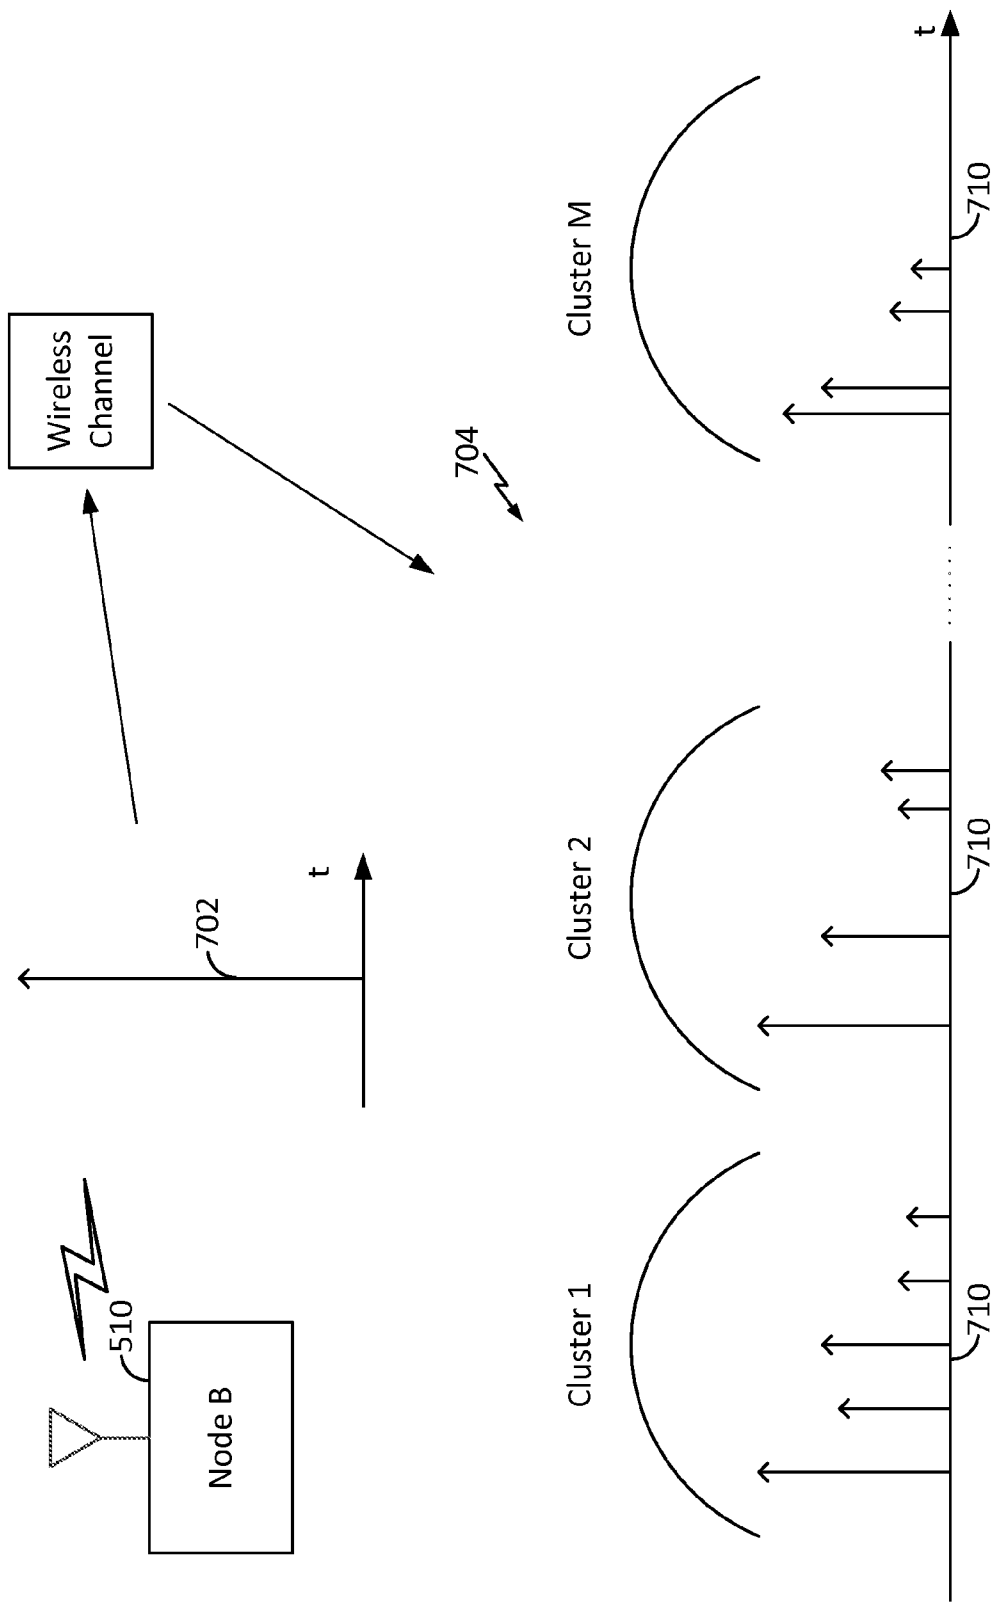 510
Node B
702
t
Wireless
Channel
704
Cluster 1
Cluster 2
Cluster M
710
710
710
t